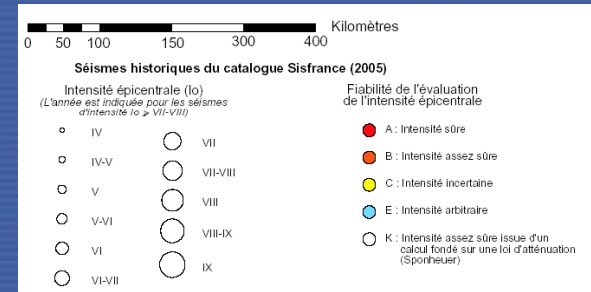 Kilomètres
0 50 100 150 300 400
Séismes historiques du catalogue Sisfrance (2005)
Intensité épicentrale (Io)
(L'année est indiquée pour les séismes
d'intensité Io ⩾ VII-VIII)
IV
IV-V
V
V-VI
VI
VI-VII
VII
VII-VIII
VIII
VIII-IX
IX
Fiabilité de l'évaluation
de l'intensité épicentrale
A : Intensité sûre
B : Intensité assez sûre
C : Intensité incertaine
E : Intensité arbitraire
K : Intensité assez sûre issue d'un
calcul fondé sur une loi d'atténuation
(Sponheuer)